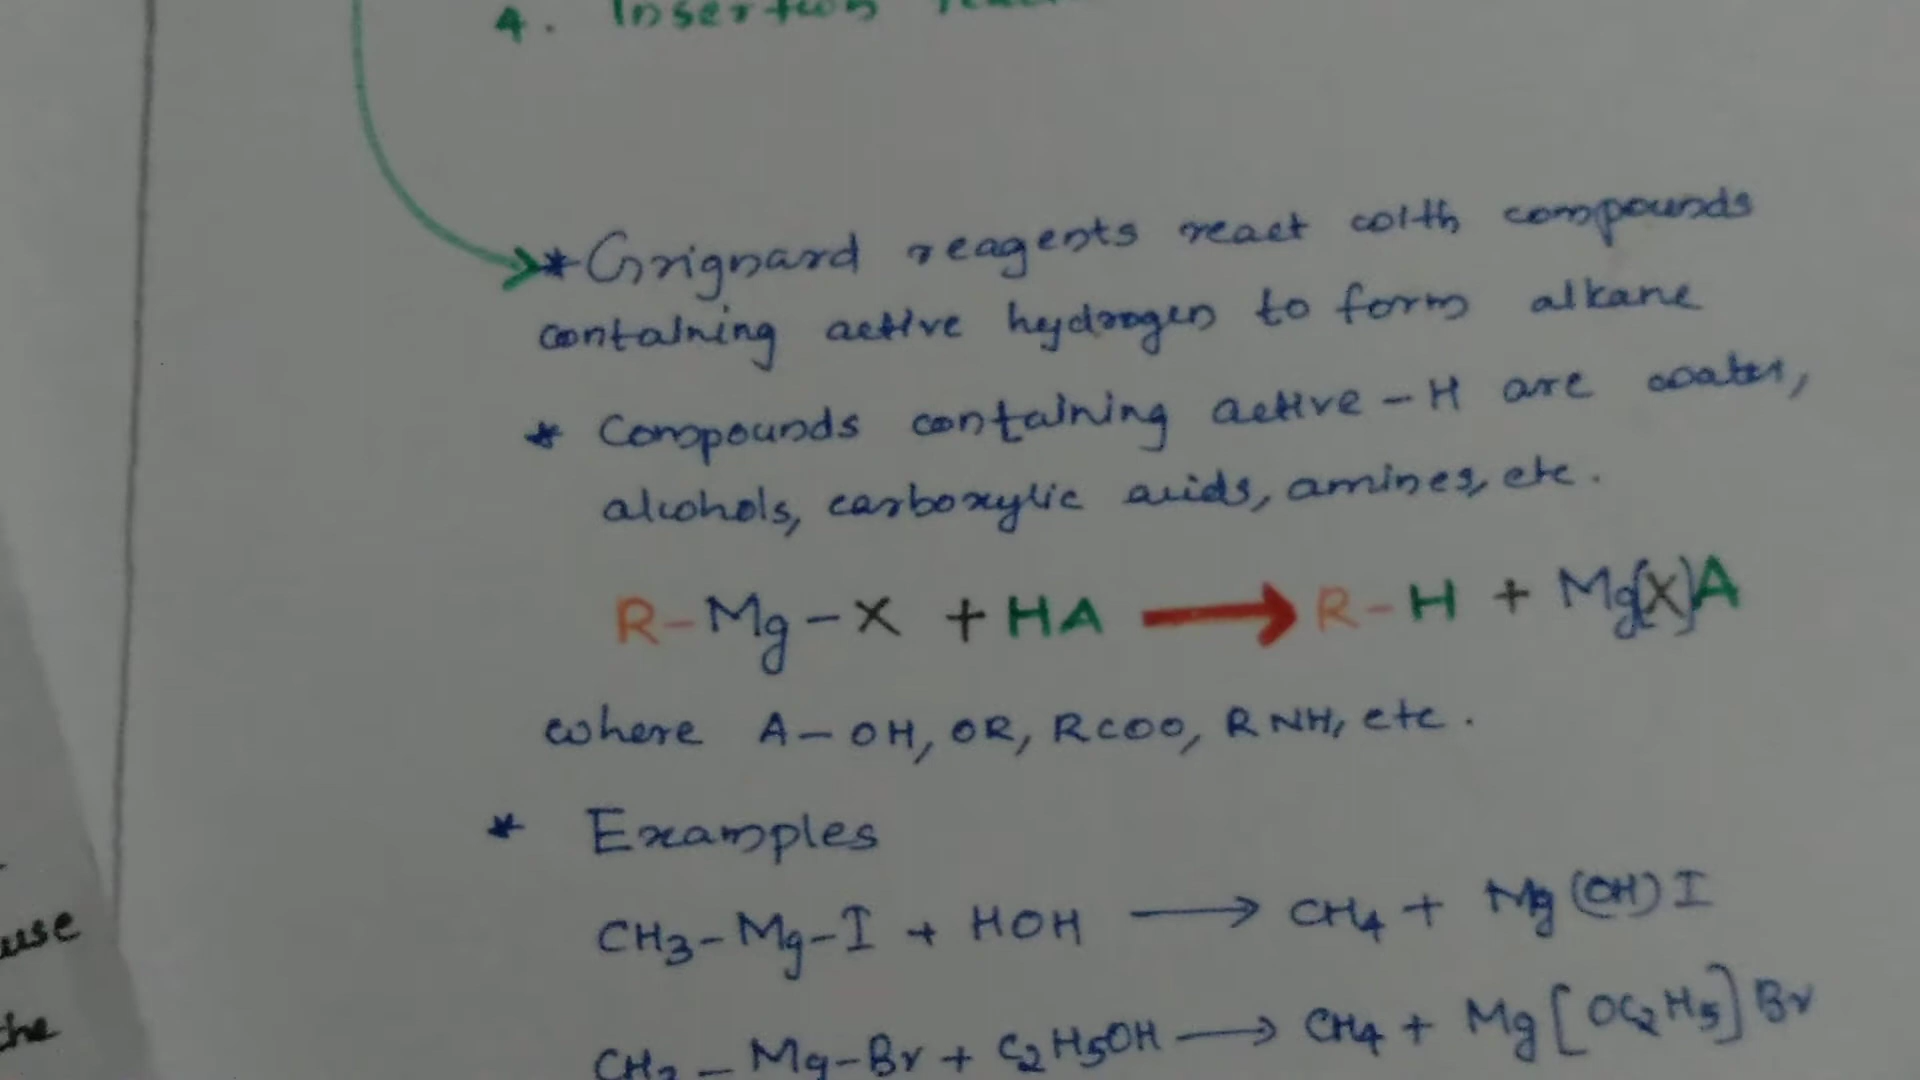 4. Insertion
* Grignard reagents react with compounds
containing active hydrogen to form alkane
* Compounds containing active - H are water,
alcohols, carboxylic acids, amines, etc.
R-Mg-X + HA → R-H + Mg[X]A
where A- OH, OR, RCOO, RNH, etc.
* Examples
CH3-Mg-I + HOH → CH4 + Mg(OH)I
CH3-Mg-Br + C2H5OH → CH4 + Mg[OC2H5]Br
use
the